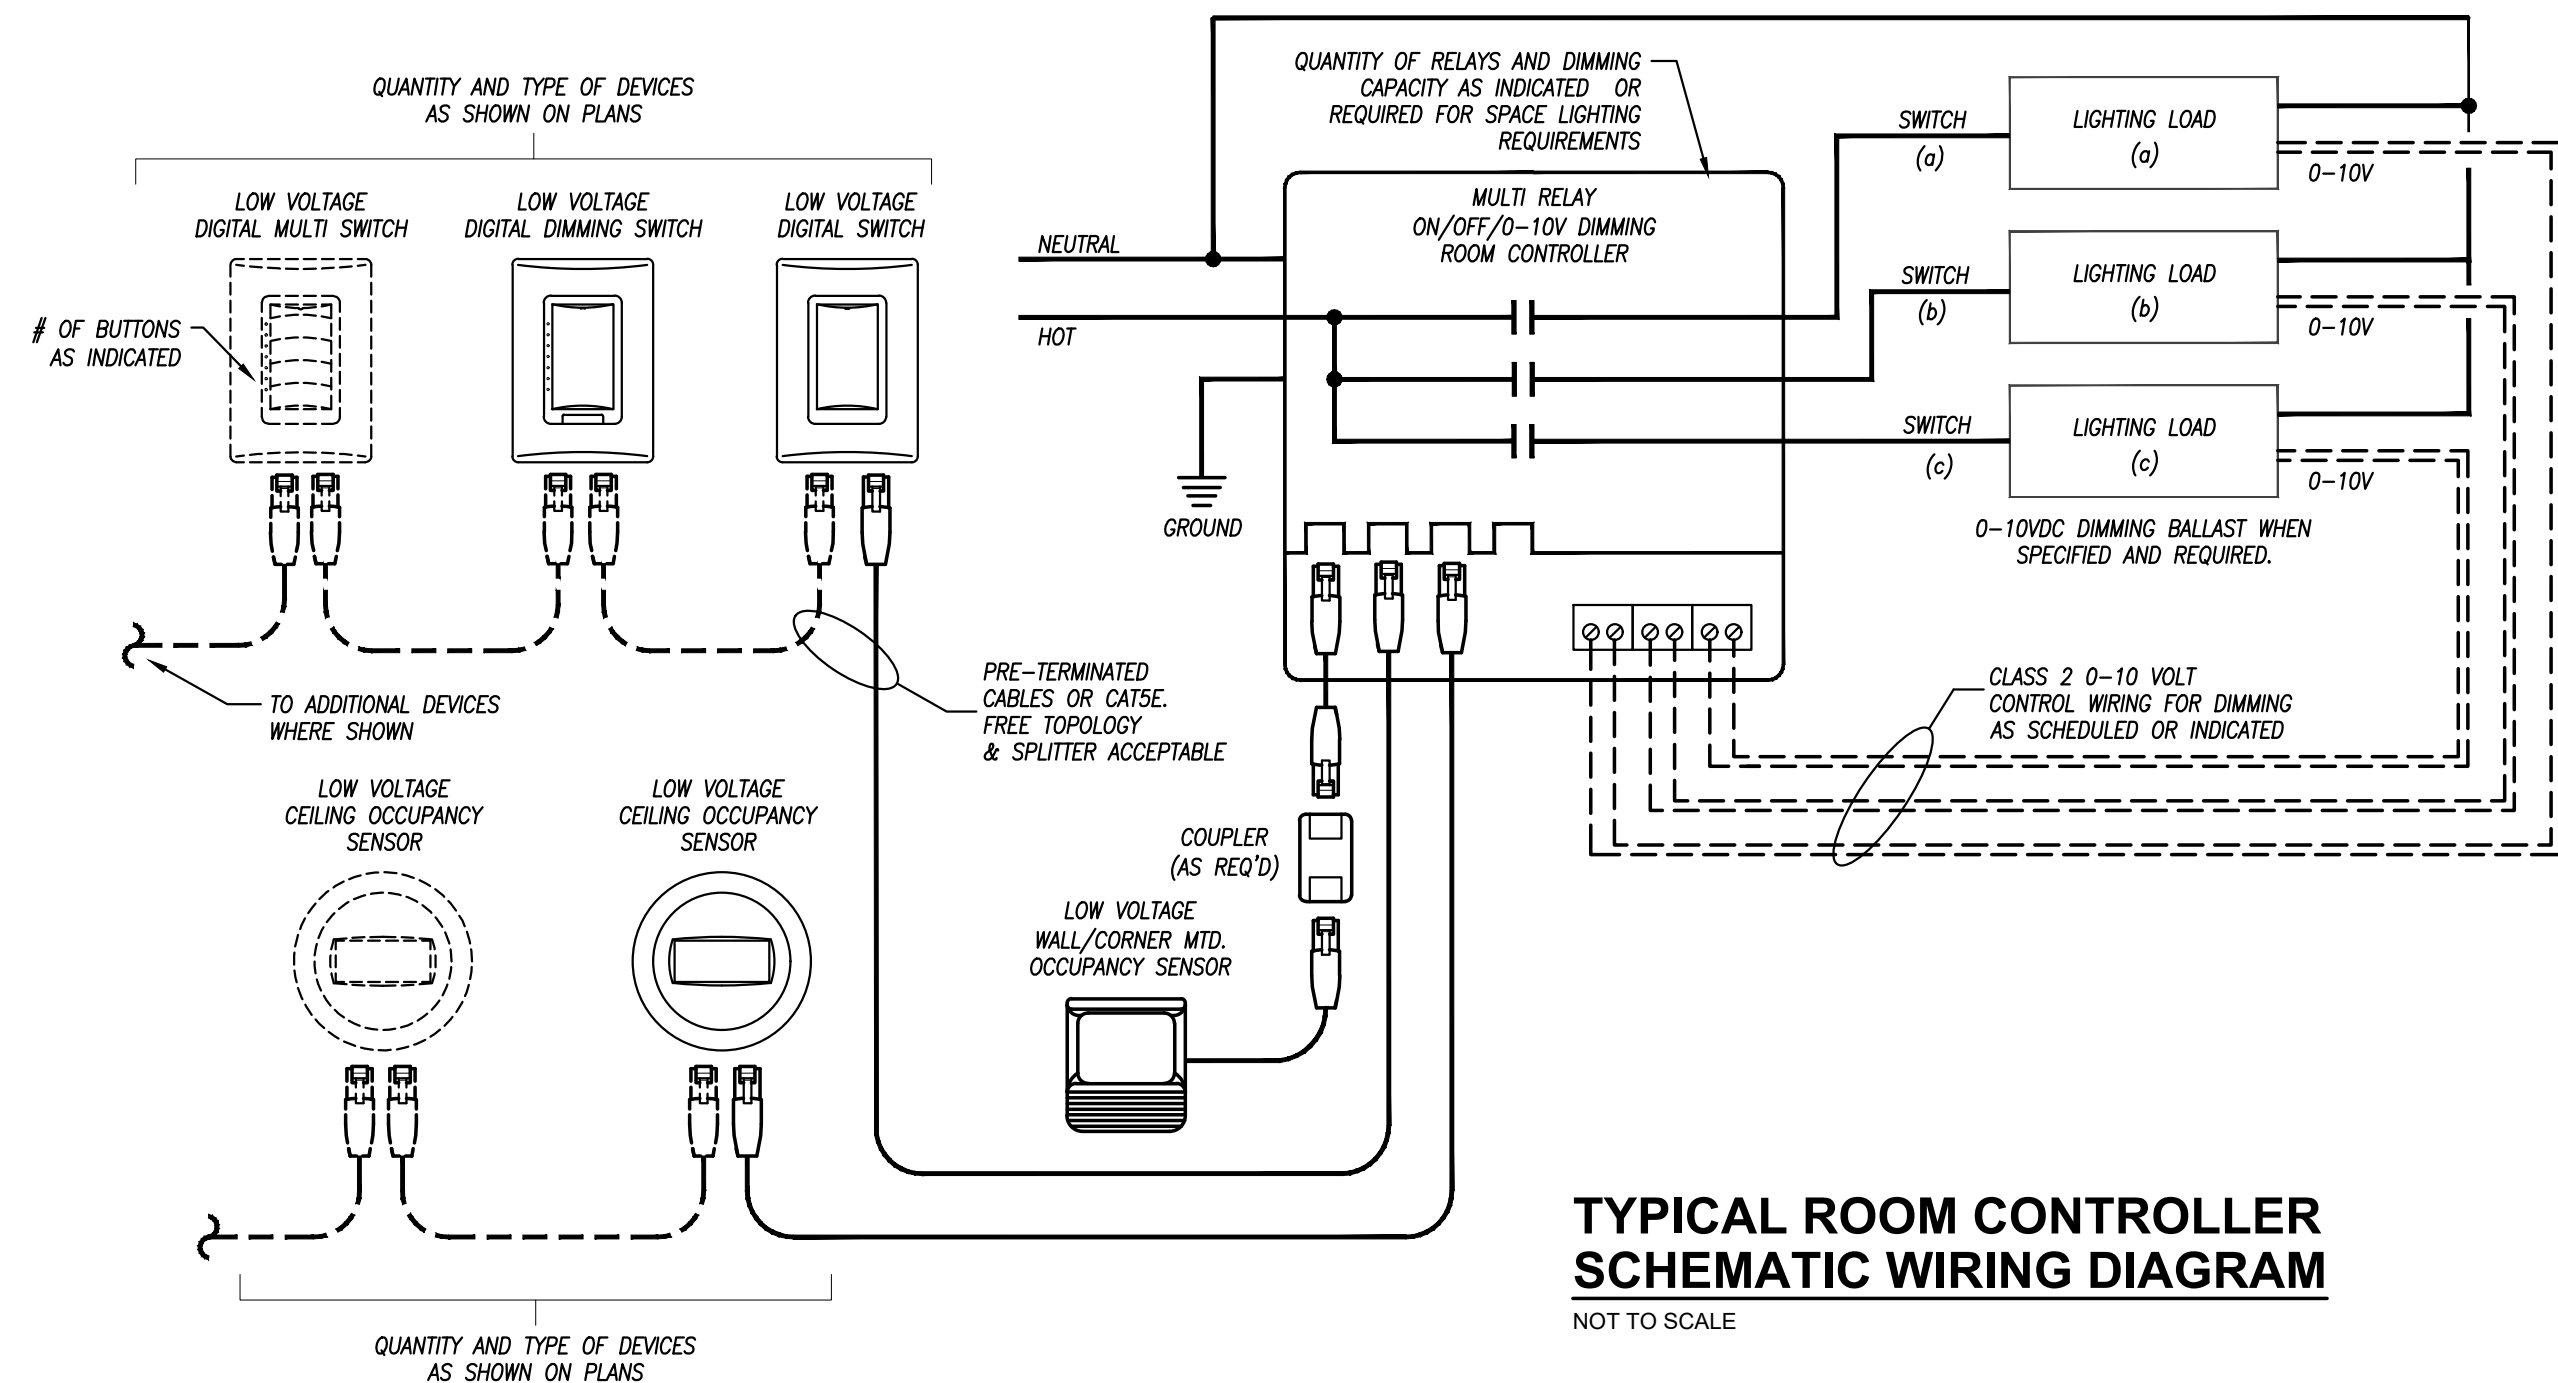 QUANTITY AND TYPE OF DEVICES
AS SHOWN ON PLANS
LOW VOLTAGE
DIGITAL MULTI SWITCH
LOW VOLTAGE
DIGITAL DIMMING SWITCH
LOW VOLTAGE
DIGITAL SWITCH
# OF BUTTONS
AS INDICATED
TO ADDITIONAL DEVICES
WHERE SHOWN
PRE-TERMINATED
CABLES OR CAT5E.
FREE TOPOLOGY
& SPLITTER ACCEPTABLE
LOW VOLTAGE
CEILING OCCUPANCY
SENSOR
LOW VOLTAGE
CEILING OCCUPANCY
SENSOR
QUANTITY AND TYPE OF DEVICES
AS SHOWN ON PLANS
NEUTRAL
HOT
GROUND
QUANTITY OF RELAYS AND DIMMING
CAPACITY AS INDICATED OR
REQUIRED FOR SPACE LIGHTING
REQUIREMENTS
MULTI RELAY
ON/OFF/0-10V DIMMING
ROOM CONTROLLER
COUPLER
(AS REQ'D)
LOW VOLTAGE
WALL/CORNER MTD.
OCCUPANCY SENSOR
SWITCH
(a)
LIGHTING LOAD
(a)
0-10V
SWITCH
(b)
LIGHTING LOAD
(b)
0-10V
SWITCH
(c)
LIGHTING LOAD
(c)
0-10V
0-10VDC DIMMING BALLAST WHEN
SPECIFIED AND REQUIRED.
CLASS 2 0-10 VOLT
CONTROL WIRING FOR DIMMING
AS SCHEDULED OR INDICATED
TYPICAL ROOM CONTROLLER
SCHEMATIC WIRING DIAGRAM
NOT TO SCALE